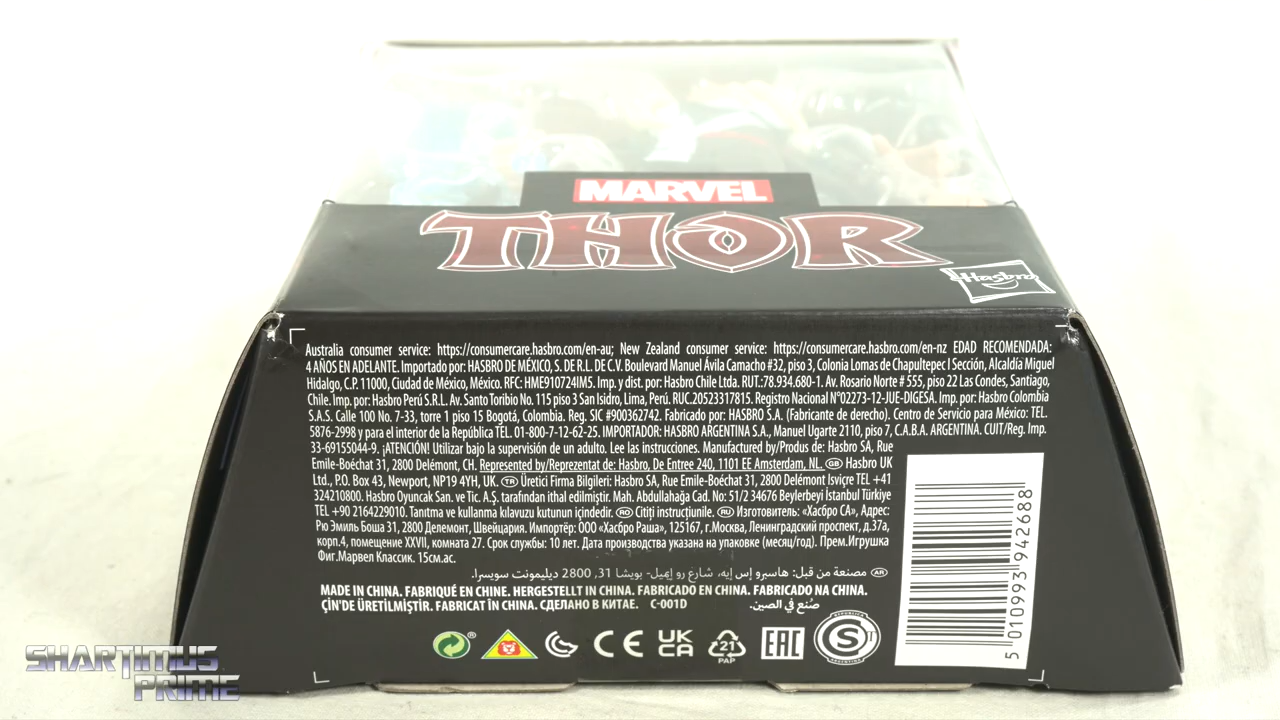 MARVEL
THOR
Hasbro
Australia consumer service: https://consumercare.hasbro.com/en-au; New Zealand consumer service: https://consumercare.hasbro.com/en-nz EDAD RECOMENDADA:
4 AÑOS EN ADELANTE. Importado por: HASBRO DE MÉXICO, S. DE R.L. DE C.V. Boulevard Manuel Ávila Camacho #32, piso 3, Colonia Lomas de Chapultepec I Sección, Alcaldía Miguel
Hidalgo, C.P. 11000, Ciudad de México, México. RFC: HME910724IM5. Imp. y dist. por: Hasbro Chile Ltda. RUT.:78.934.680-1. Av. Rosario Norte # 555, piso 22 Las Condes, Santiago,
Chile. Imp. por: Hasbro Perú S.R.L. Av. Santo Toribio No. 115 piso 3 San Isidro, Lima, Perú. RUC.20523317815. Registro Nacional N°02273-12-JUE-DIGESA. Imp. por: Hasbro Colombia
S.A.S. Calle 100 No. 7-33, torre 1 piso 15 Bogotá, Colombia. Reg. SIC #900362742. Fabricado por: HASBRO S.A. (Fabricante de derecho). Centro de Servicio para México: TEL.
5876-2998 y para el interior de la República TEL. 01-800-7-12-62-25. IMPORTADOR: HASBRO ARGENTINA S.A., Manuel Ugarte 2110, piso 7, C.A.B.A. ARGENTINA. CUIT/Reg. Imp.
33-69155044-9. ¡ATENCIÓN! Utilizar bajo la supervisión de un adulto. Lee las instrucciones. Manufactured by/Produs de: Hasbro SA, Rue
Emile-Boéchat 31, 2800 Delémont, CH. Represented by/Reprezentat de: Hasbro, De Entree 240, 1101 EE Amsterdam, NL. GB Hasbro UK
Ltd., P.O. Box 43, Newport, NP19 4YH, UK. TR Üretici Firma Bilgileri: Hasbro SA, Rue Emile-Boéchat 31, 2800 Delémont İsviçre TEL +41
324210800. Hasbro Oyuncak San. ve Tic. A.Ş. tarafından ithal edilmiştir. Mah. Abdullahağa Cad. No: 51/2 34676 Beylerbeyi İstanbul Türkiye
TEL +90 2164229010. Tanıtma ve kullanma kılavuzu kutunun içindedir. RO Citiți instrucțiunile. RU Изготовитель: «Хасбро СА», Адрес:
Рю Эмиль Боша 31, 2800 Делемонт, Швейцария. Импортёр: ООО «Хасбро Раша», 125167, г.Москва, Ленинградский проспект, д.37а,
корп.4, помещение XXVII, комната 27. Срок службы: 10 лет. Дата производства указана на упаковке (месяц/год). Прем.Игрушка
Фиг.Марвел Классик. 15см.ас.
AR مصنعة من قبل: هاسبرو إس إيه، شارع رو إيميل- بويشا 31, 2800 ديليمونت سويسرا.
MADE IN CHINA. FABRIQUÉ EN CHINE. HERGESTELLT IN CHINA. FABRICADO EN CHINA. FABRICADO NA CHINA.
ÇİN'DE ÜRETİLMİŞTİR. FABRICAT ÎN CHINA. СДЕЛАНО В КИТАЕ. C-001D صُنع في الصين.
CE UK CA 21 PAP EAC S
5 010993 942688
SHARTIMUS
PRIME